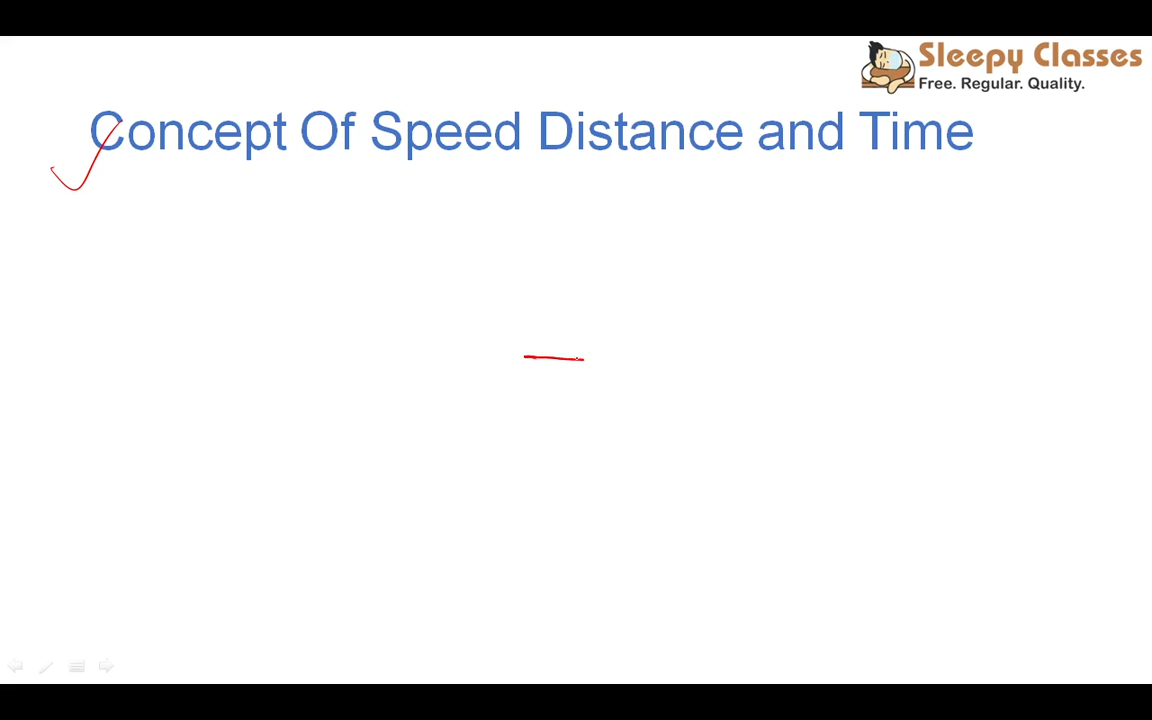 Sleepy Classes
Free. Regular. Quality.
Concept Of Speed Distance and Time